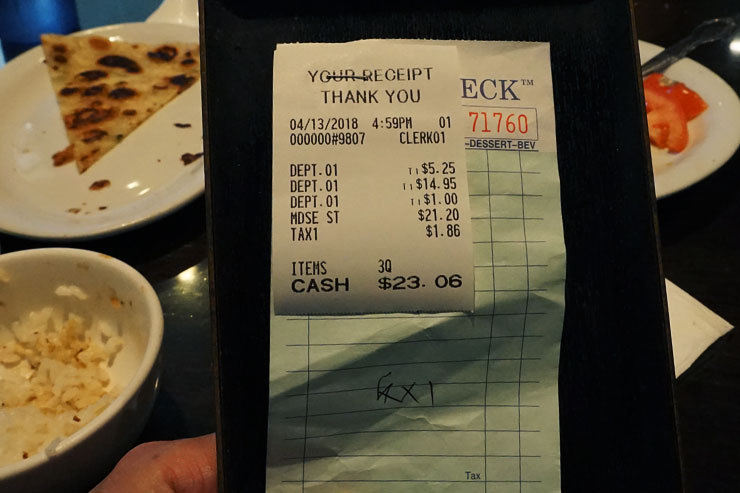 YOUR RECEIPT
THANK YOU
04/13/2018 4:59PM 01
000000#9807 CLERK01
DEPT.01 T1 $5.25
DEPT.01 T1 $14.95
DEPT.01 T1 $1.00
MDSE ST $21.20
TAX1 $1.86
ITEMS 3Q
CASH $23.06
ECK™
71760
-DESSERT-BEV
Tax